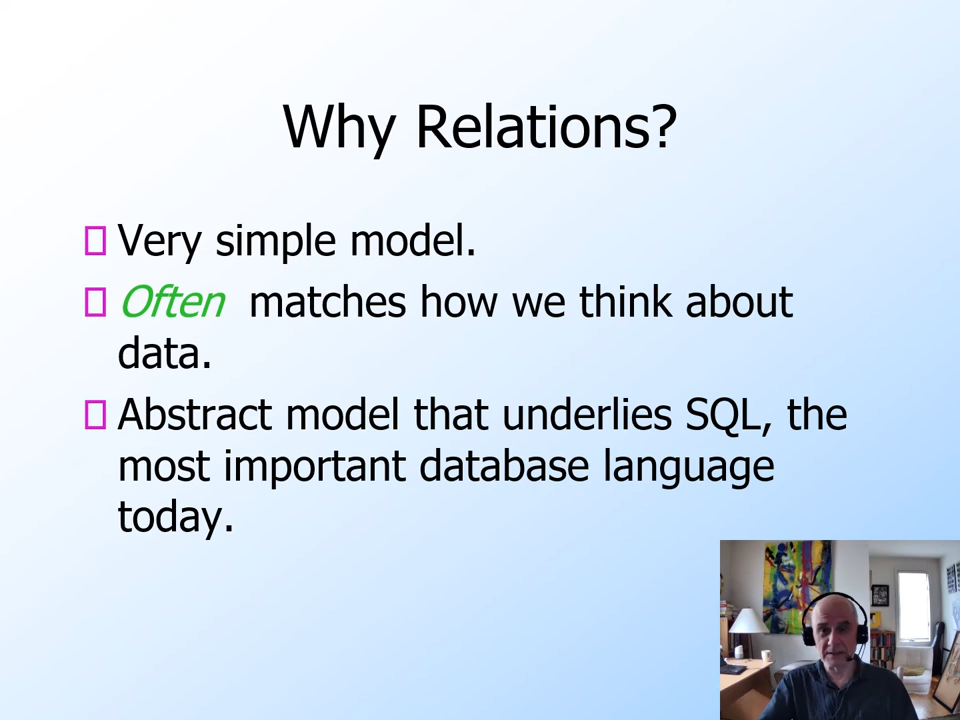 Why Relations?
Very simple model.
Often matches how we think about
data.
Abstract model that underlies SQL, the
most important database language
today.